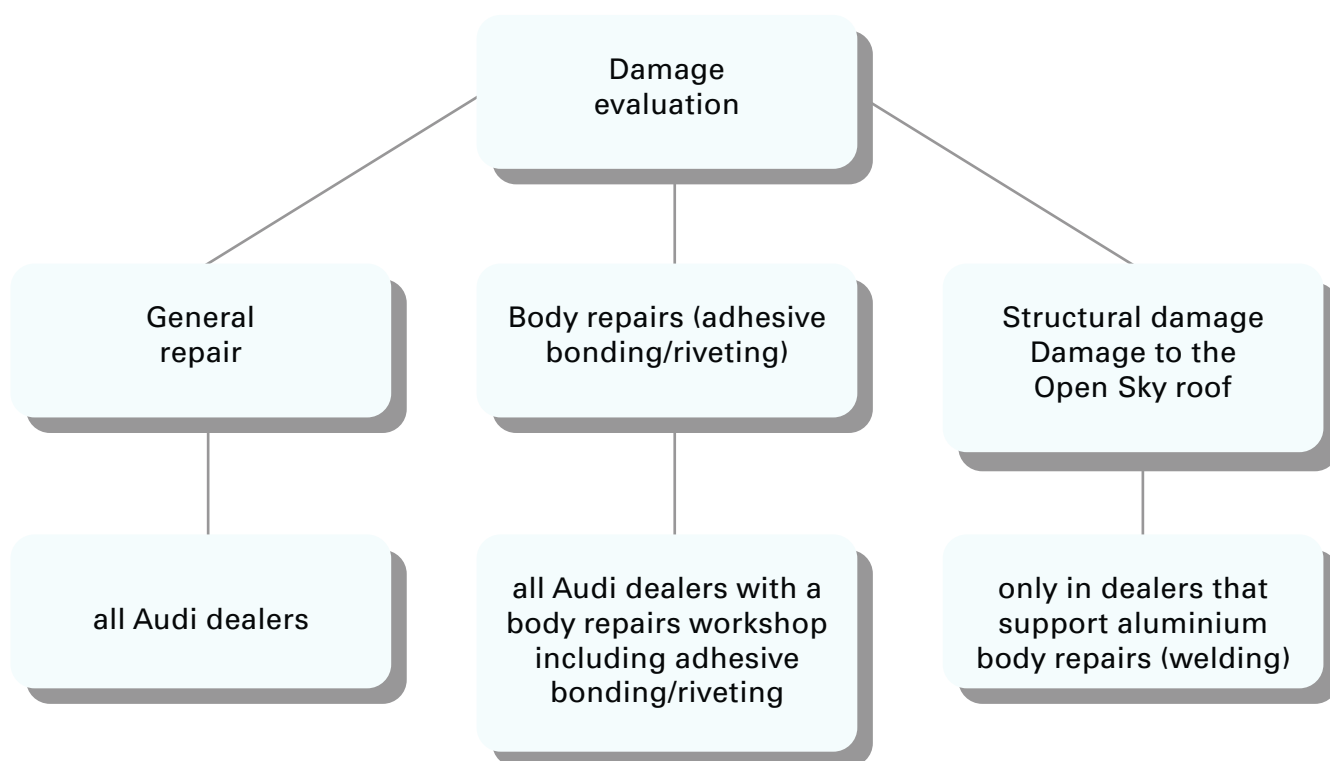 Damage
evaluation
General
repair
Body repairs (adhesive
bonding/riveting)
Structural damage
Damage to the
Open Sky roof
all Audi dealers
all Audi dealers with a
body repairs workshop
including adhesive
bonding/riveting
only in dealers that
support aluminium
body repairs (welding)